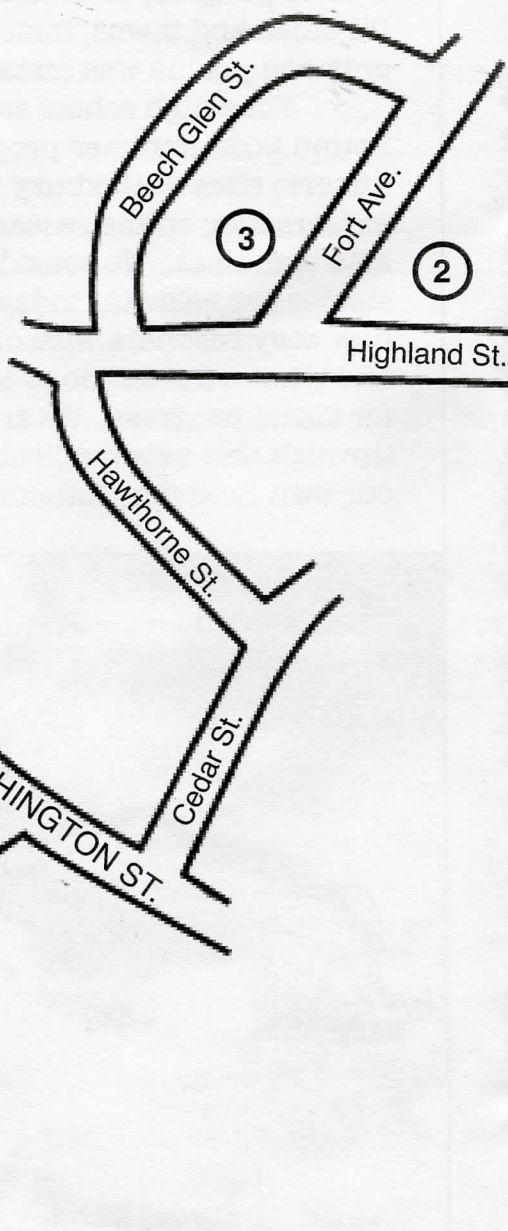 Beech Glen St.
3
Fort Ave.
2
Highland St.
Hawthorne St.
Cedar St.
HINGTON ST.